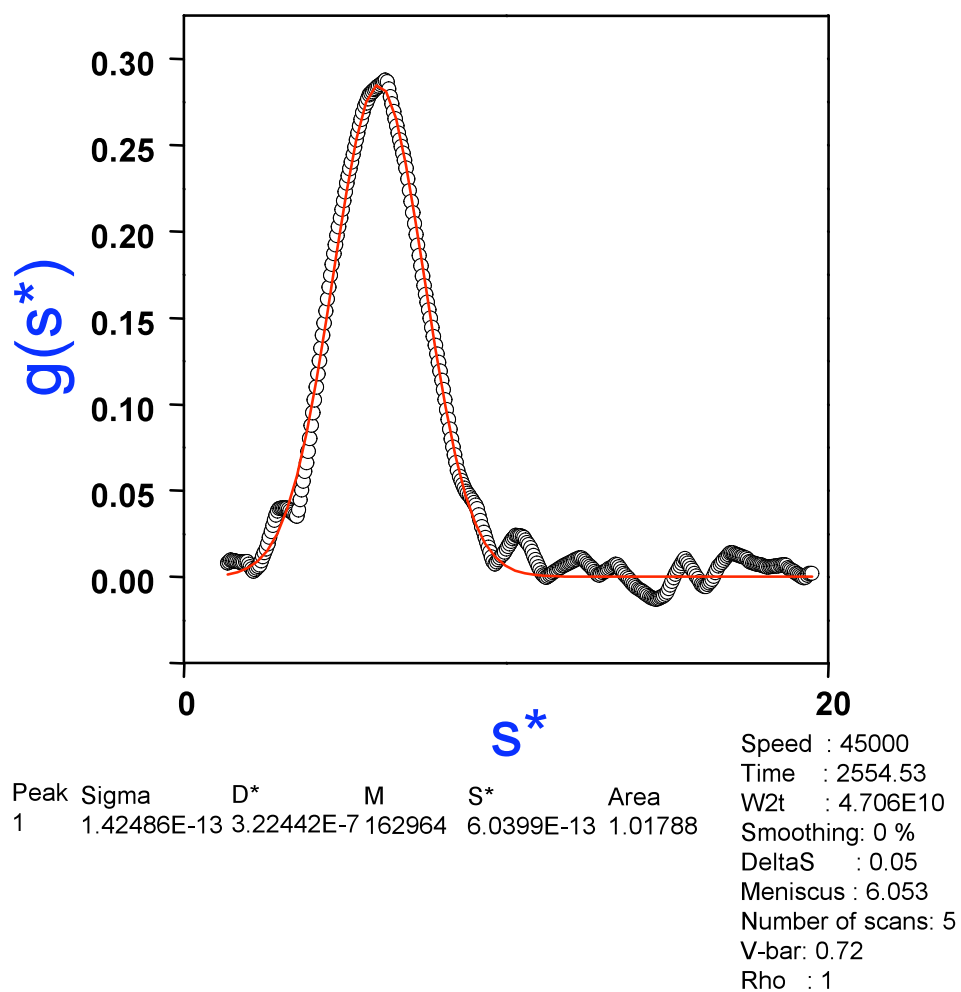 0.30
0.25
0.20
0.15
0.10
0.05
0.00
g(s*)
0
20
s*
Peak Sigma D* M S* Area
1 1.42486E-13 3.22442E-7 162964 6.0399E-13 1.01788
Speed : 45000
Time : 2554.53
W2t : 4.706E10
Smoothing: 0 %
DeltaS : 0.05
Meniscus : 6.053
Number of scans: 5
V-bar: 0.72
Rho : 1